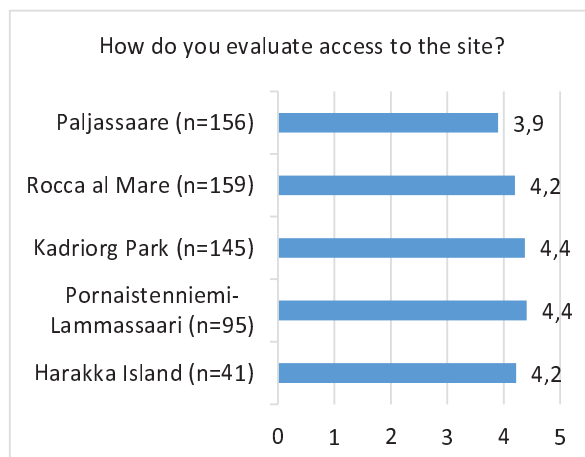 How do you evaluate access to the site?
Paljassaare (n=156)
3,9
Rocca al Mare (n=159)
4,2
Kadriorg Park (n=145)
4,4
Pornaistenniemi-
Lammassaari (n=95)
4,4
Harakka Island (n=41)
4,2
0 1 2 3 4 5